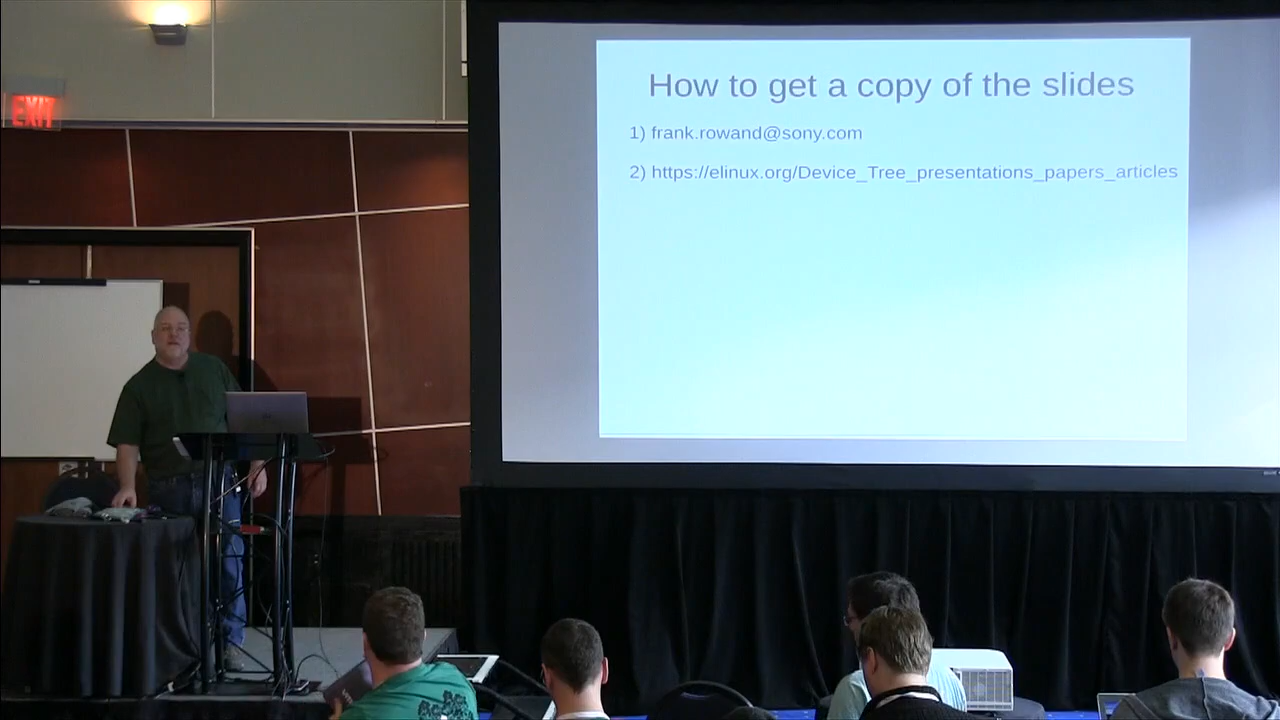 EXIT
How to get a copy of the slides
1) frank.rowand@sony.com
2) https://elinux.org/Device_Tree_presentations_papers_articles